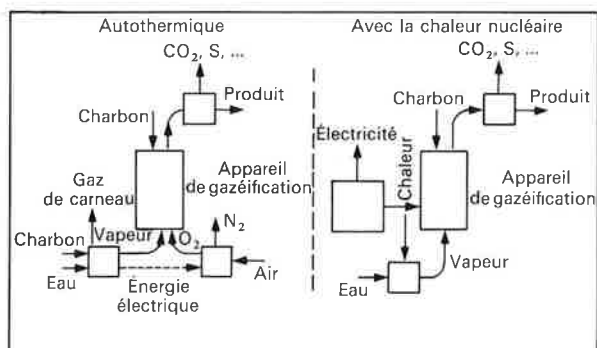 Autothermique
CO₂, S, ...
Produit
Charbon
Appareil
de gazéification
Gaz
de carneau
N₂
Charbon
Vapeur
O₂
Eau
Énergie
électrique
Air
Avec la chaleur nucléaire
CO₂, S, ...
Charbon
Produit
Électricité
Chaleur
Appareil
de gazéification
Vapeur
Eau